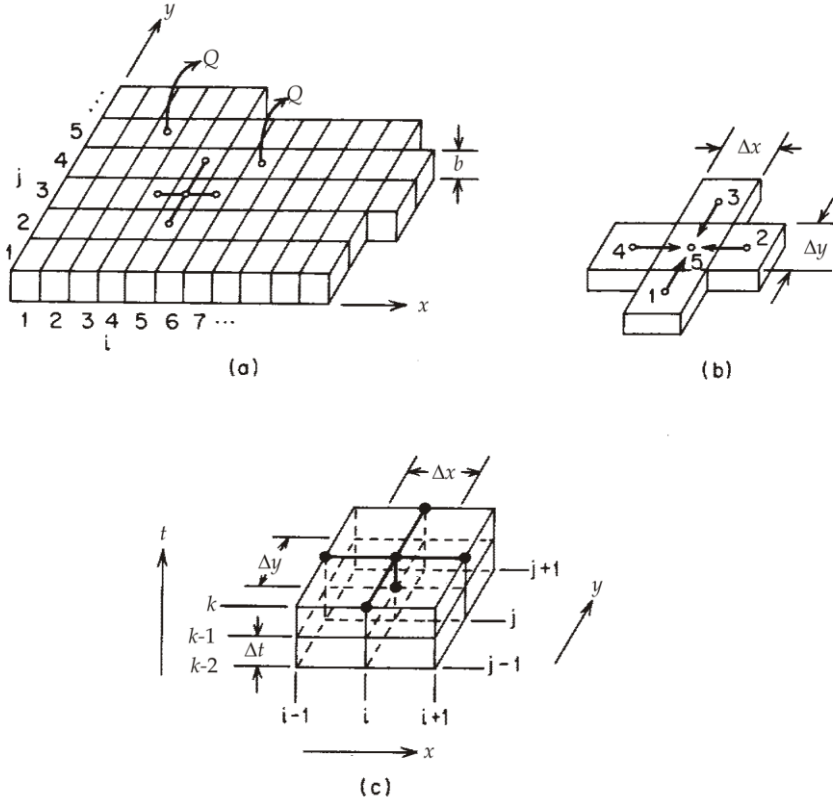 y
Q
Q
⋯
5
4
j
3
2
1
b
1 2 3 4 5 6 7 ⋯
i
x
(a)
Δx
3
4
2
5
1
Δy
(b)
Δx
t
Δy
j+1
y
k
j
k-1
Δt
k-2
j-1
i-1
i
i+1
x
(c)